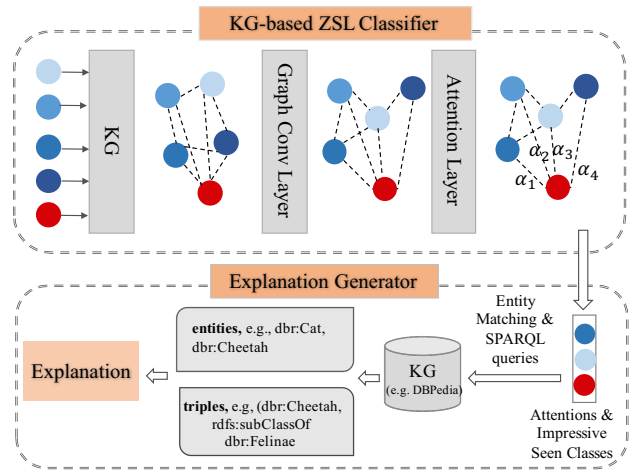 KG-based ZSL Classifier
KG
Graph Conv Layer
Attention Layer
α₁
α₂
α₃
α₄
Explanation Generator
Entity
Matching &
SPARQL
queries
entities, e.g., dbr:Cat,
dbr:Cheetah
Explanation
KG
(e.g. DBPedia)
triples, e.g, (dbr:Cheetah,
rdfs:subClassOf
dbr:Felinae
Attentions &
Impressive
Seen Classes